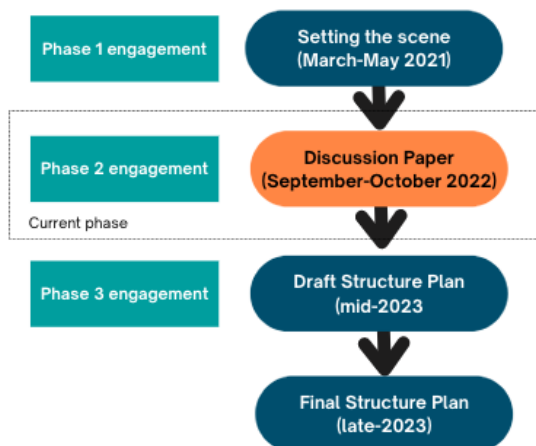 Phase 1 engagement
Setting the scene
(March-May 2021)
Phase 2 engagement
Discussion Paper
(September-October 2022)
Current phase
Phase 3 engagement
Draft Structure Plan
(mid-2023
Final Structure Plan
(late-2023)